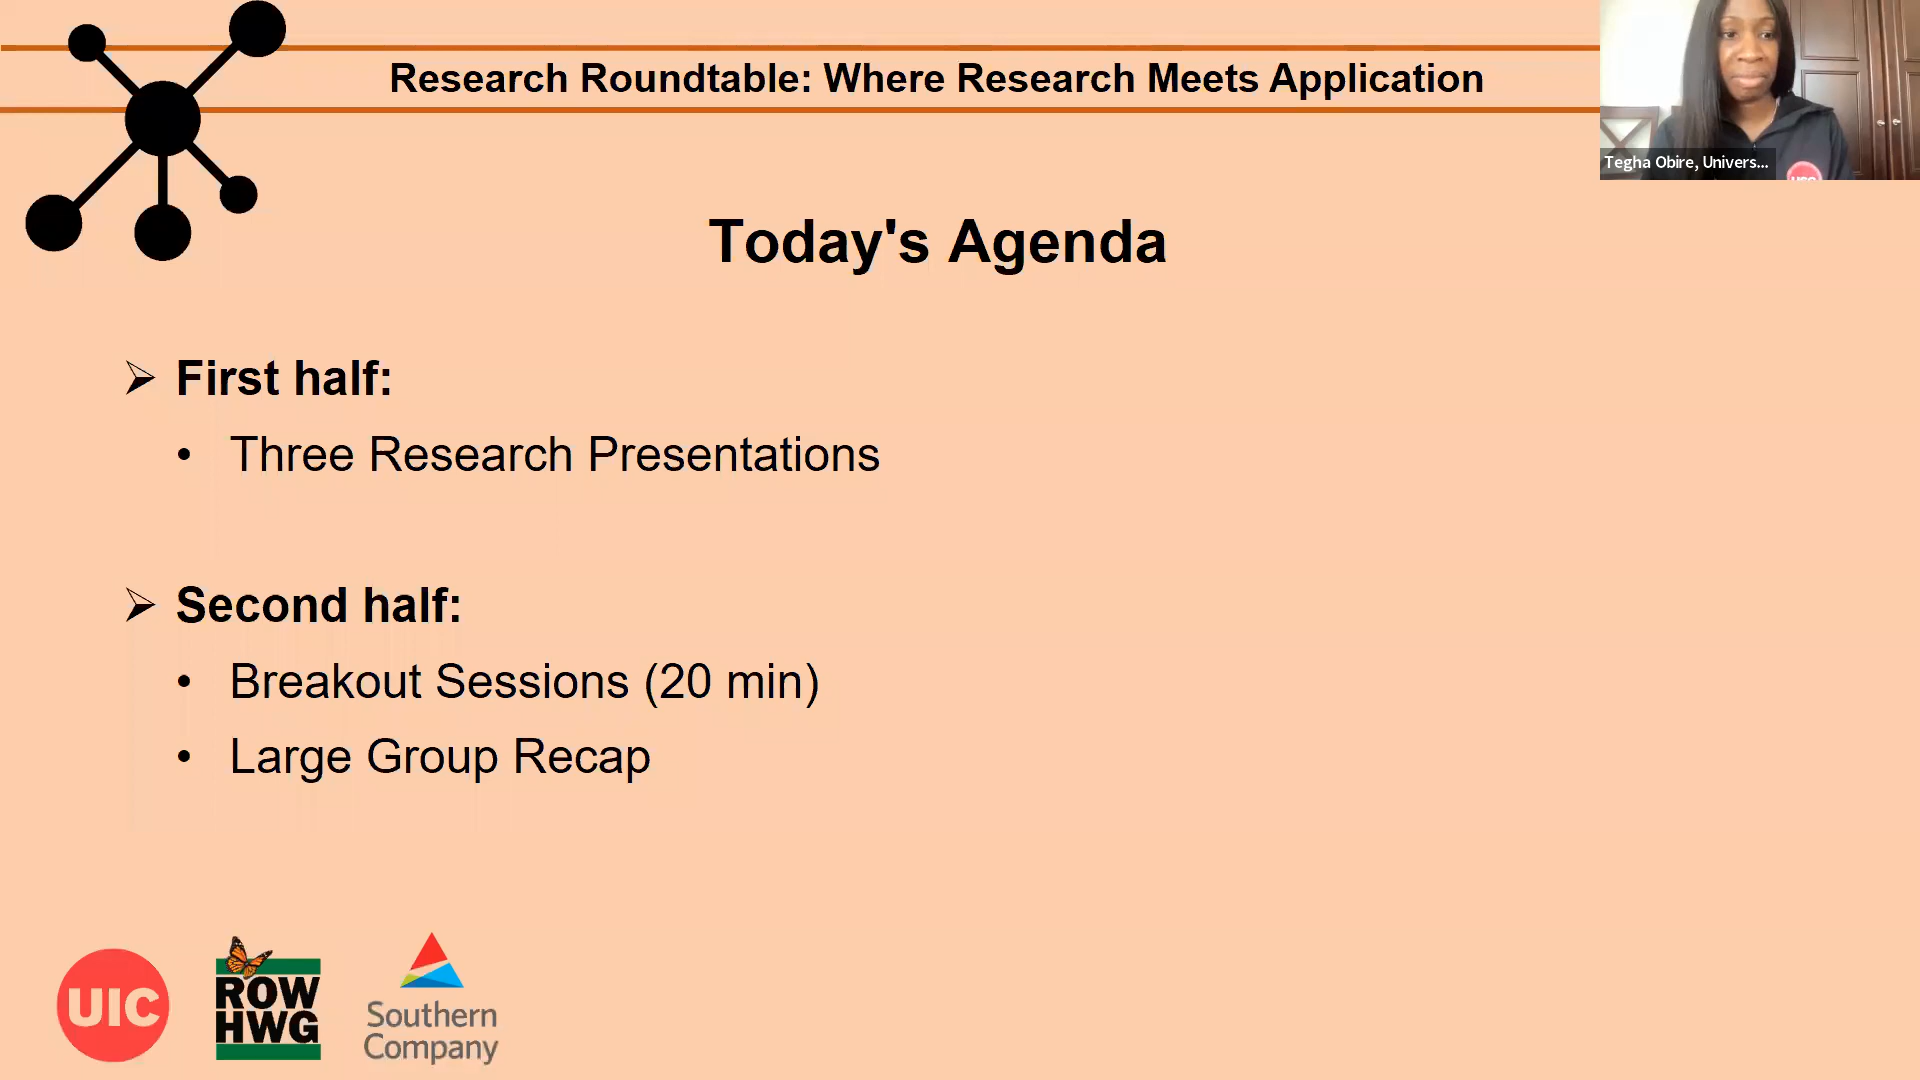 Research Roundtable: Where Research Meets Application
Tegha Obire, Univers...
UIC
Today's Agenda
First half:
Three Research Presentations
Second half:
Breakout Sessions (20 min)
Large Group Recap
UIC
ROW
HWG
Southern
Company